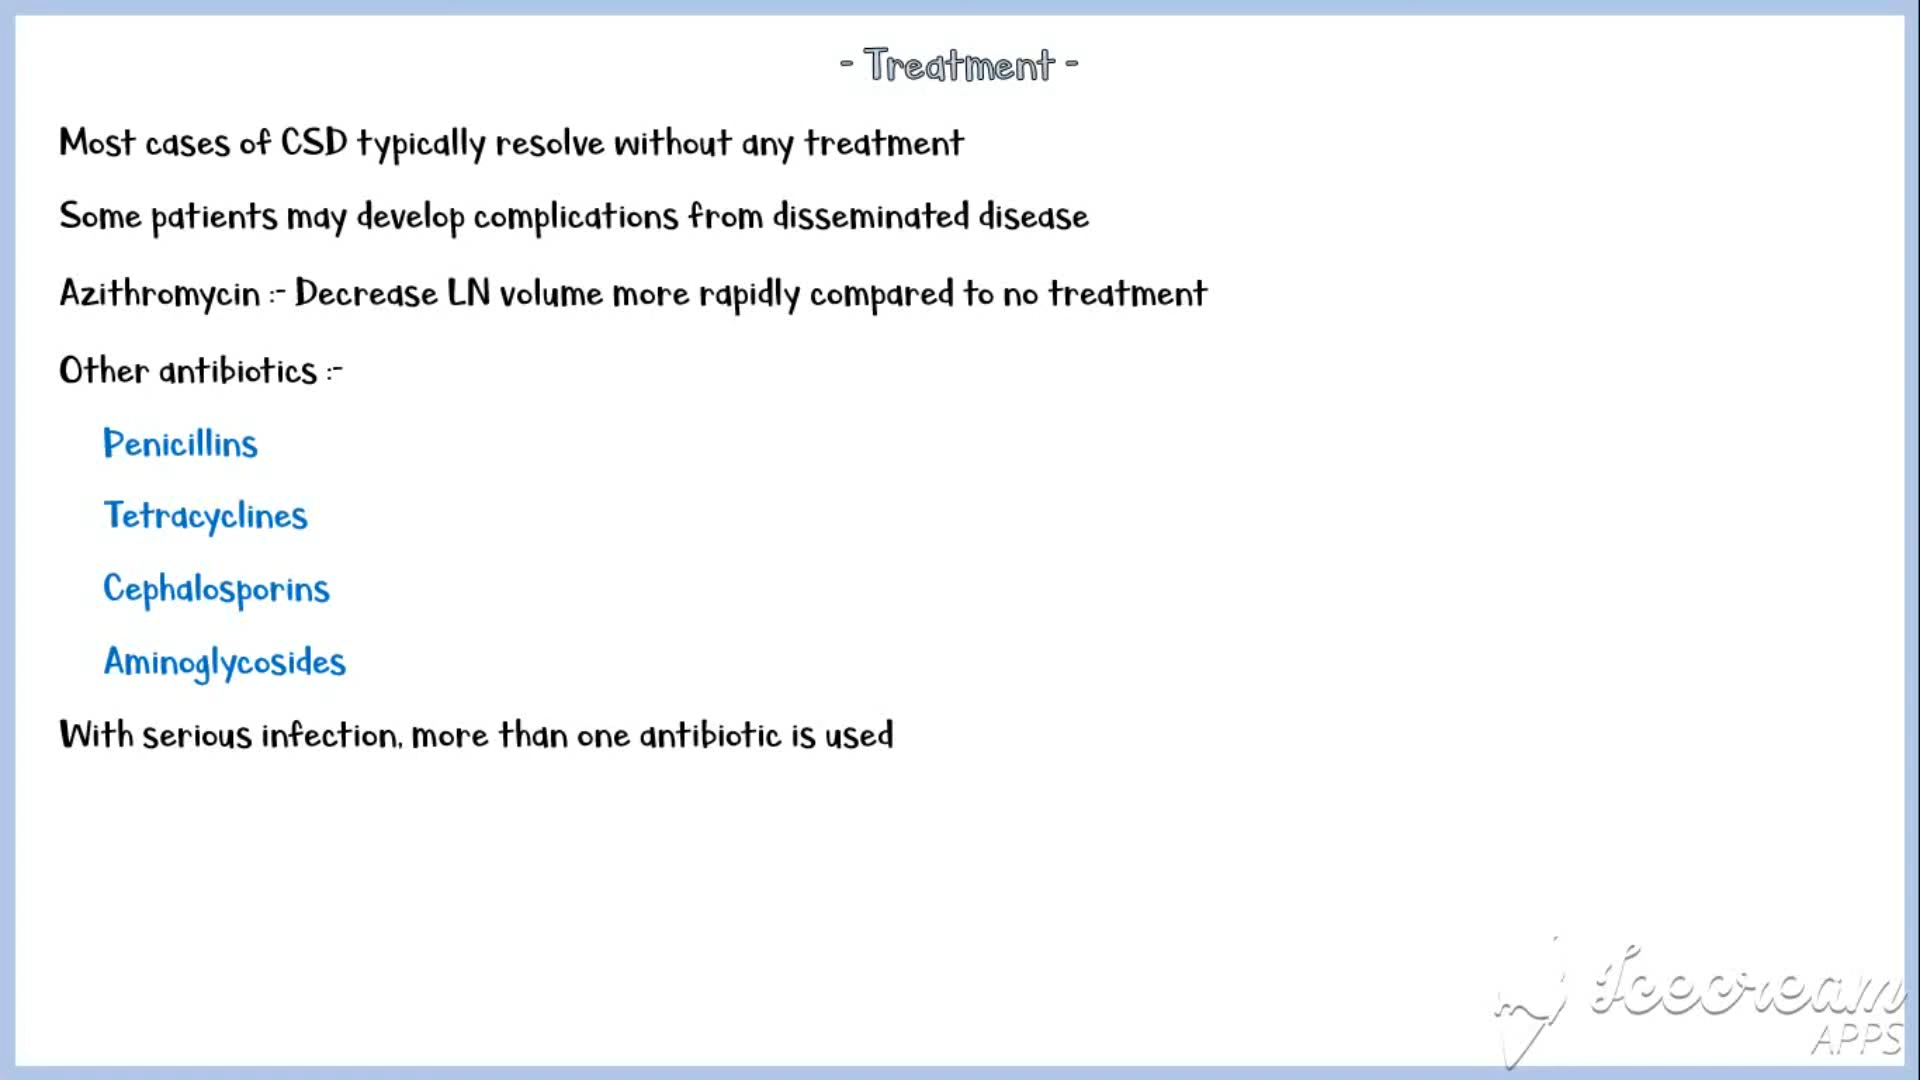 - Treatment -
Most cases of CSD typically resolve without any treatment
Some patients may develop complications from disseminated disease
Azithromycin :- Decrease LN volume more rapidly compared to no treatment
Other antibiotics :-
Penicillins
Tetracyclines
Cephalosporins
Aminoglycosides
With serious infection, more than one antibiotic is used
Icecream
APPS